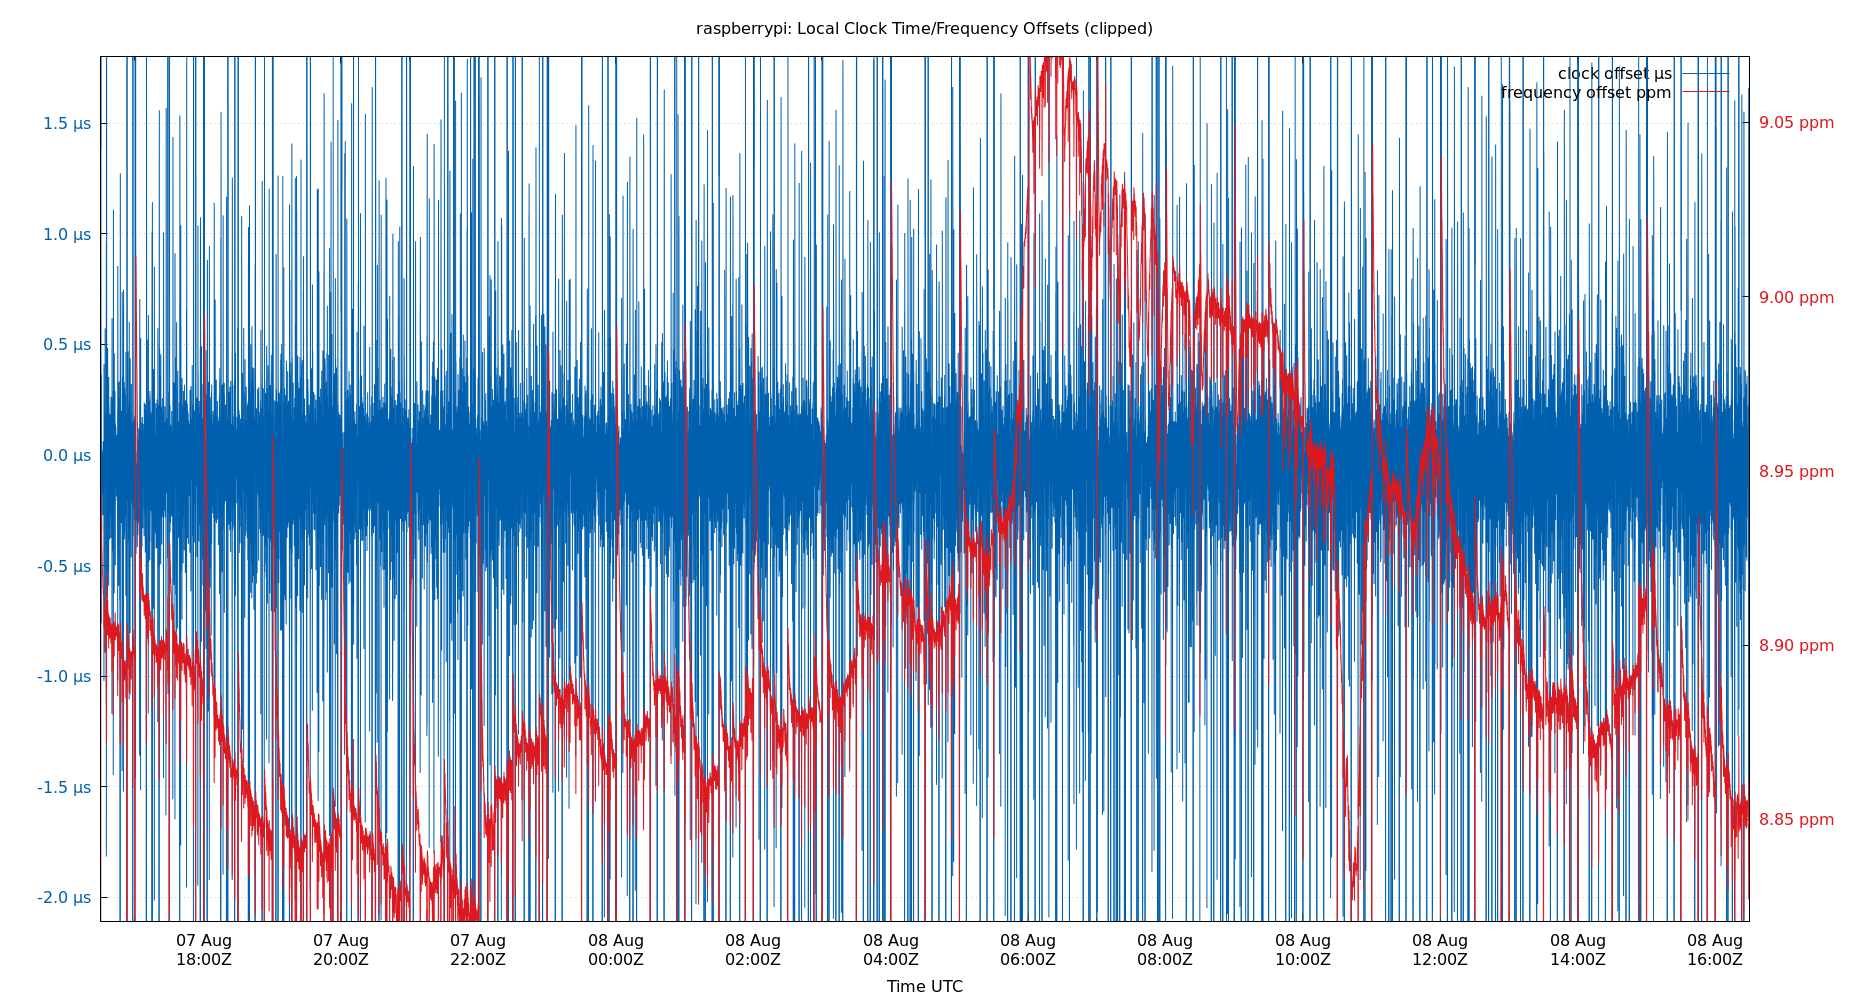 raspberrypi: Local Clock Time/Frequency Offsets (clipped)
clock offset µs
frequency offset ppm
1.5 µs
1.0 µs
0.5 µs
0.0 µs
-0.5 µs
-1.0 µs
-1.5 µs
-2.0 µs
9.05 ppm
9.00 ppm
8.95 ppm
8.90 ppm
8.85 ppm
07 Aug 07 Aug 07 Aug 08 Aug 08 Aug 08 Aug 08 Aug 08 Aug 08 Aug 08 Aug 08 Aug 08 Aug
18:00Z 20:00Z 22:00Z 00:00Z 02:00Z 04:00Z 06:00Z 08:00Z 10:00Z 12:00Z 14:00Z 16:00Z
Time UTC